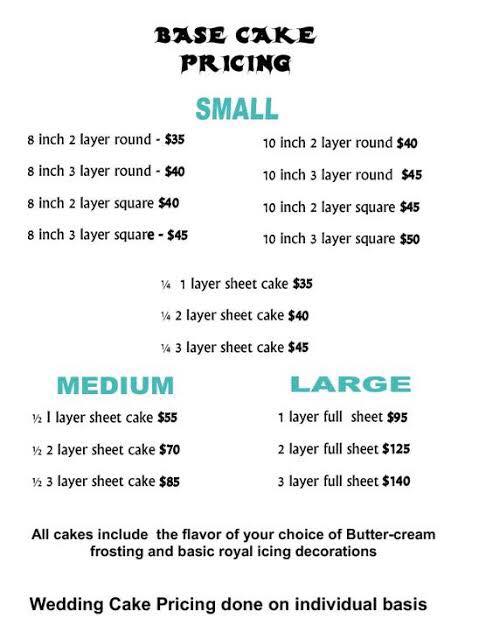 BASE CAKE
PRICING
SMALL
8 inch 2 layer round - $35
8 inch 3 layer round - $40
8 inch 2 layer square $40
8 inch 3 layer square - $45
10 inch 2 layer round $40
10 inch 3 layer round $45
10 inch 2 layer square $45
10 inch 3 layer square $50
¼ 1 layer sheet cake $35
¼ 2 layer sheet cake $40
¼ 3 layer sheet cake $45
MEDIUM
½ l layer sheet cake $55
½ 2 layer sheet cake $70
½ 3 layer sheet cake $85
LARGE
1 layer full sheet $95
2 layer full sheet $125
3 layer full sheet $140
All cakes include the flavor of your choice of Butter-cream
frosting and basic royal icing decorations
Wedding Cake Pricing done on individual basis